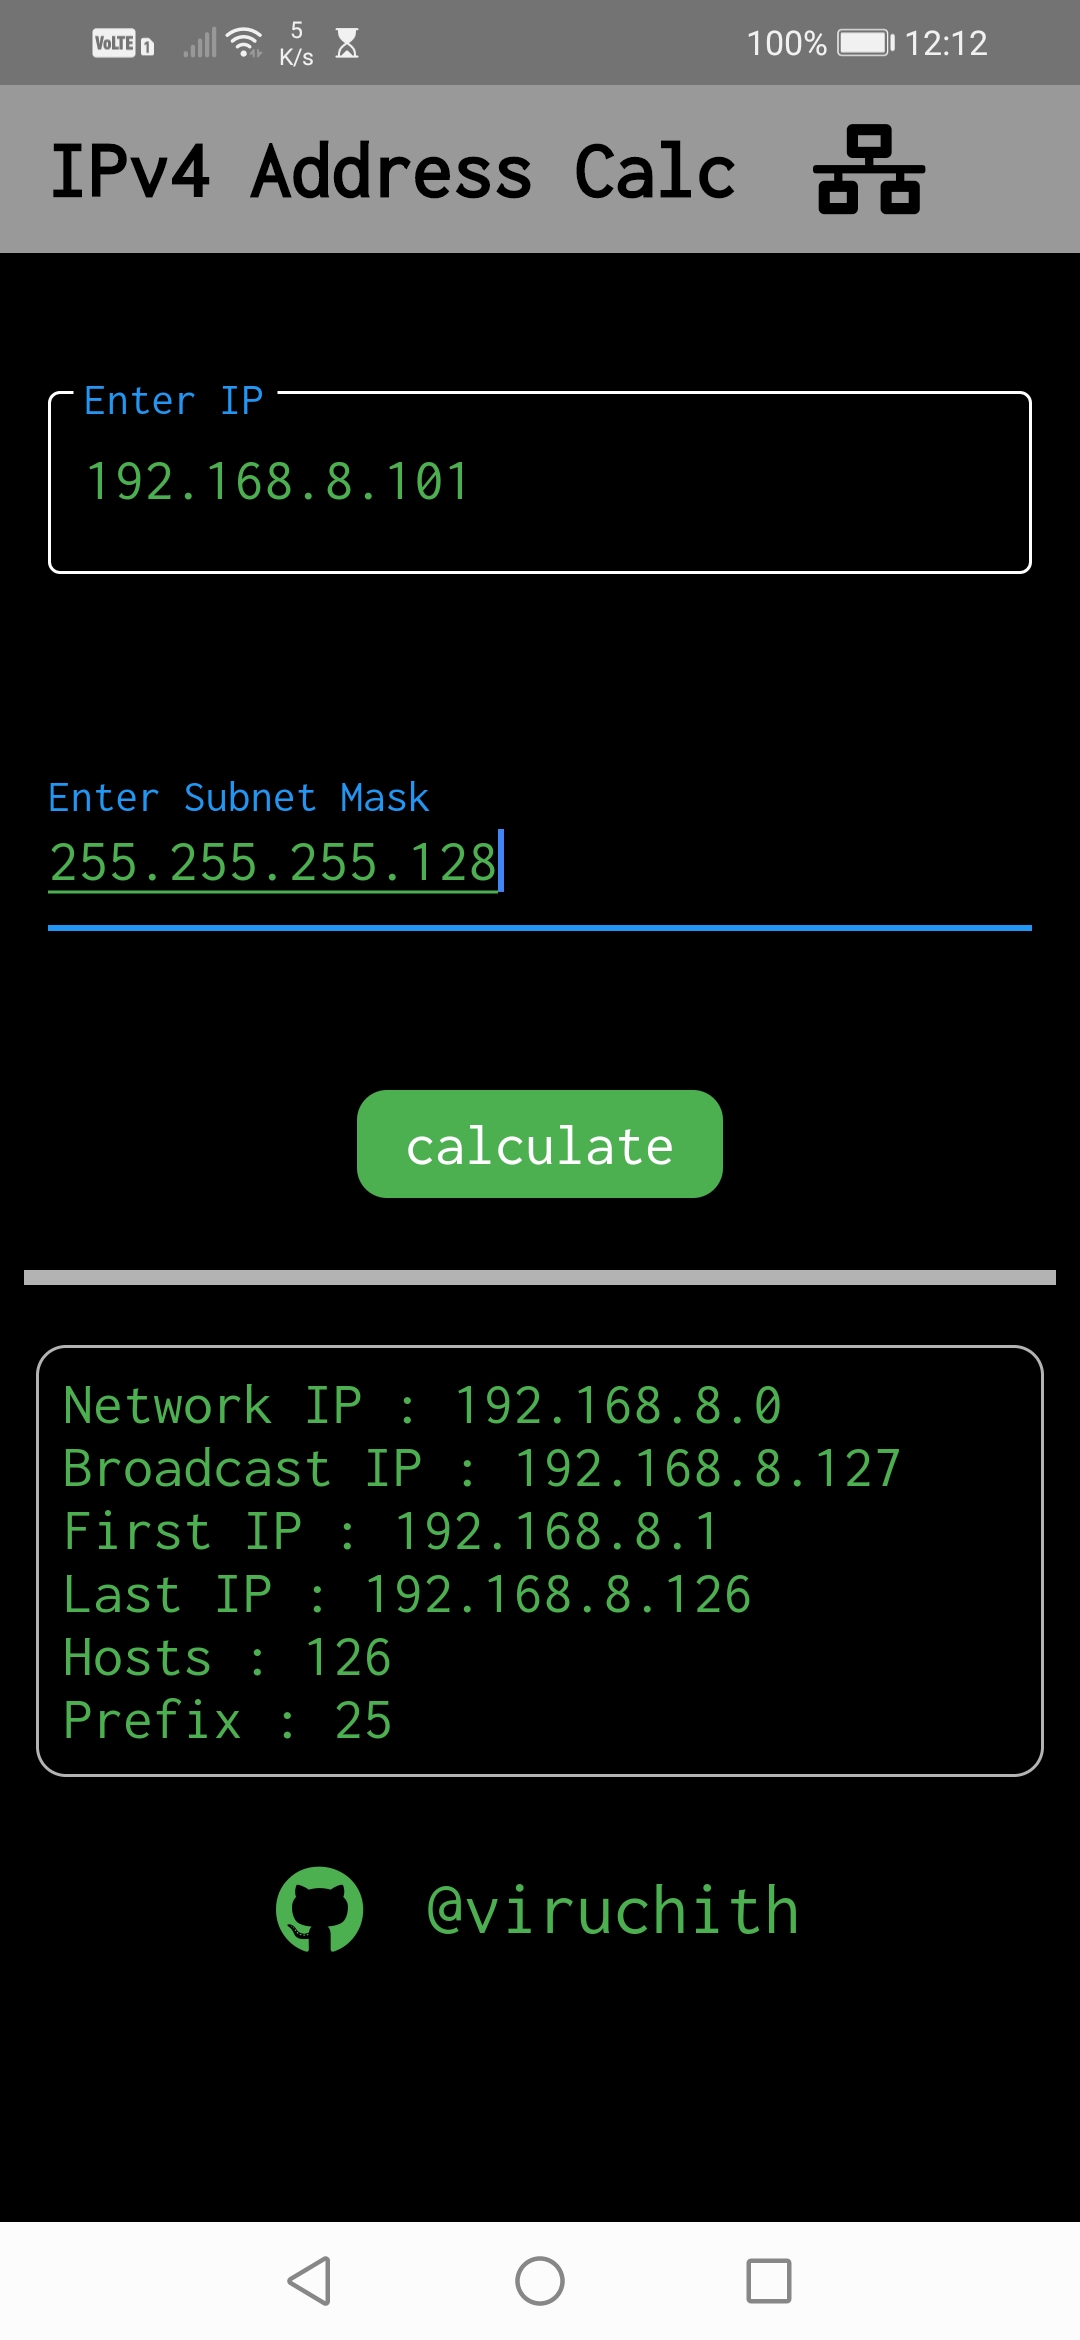 VoLTE 1 5 K/s 100% 12:12
IPv4 Address Calc
Enter IP
192.168.8.101
Enter Subnet Mask
255.255.255.128
calculate
Network IP : 192.168.8.0
Broadcast IP : 192.168.8.127
First IP : 192.168.8.1
Last IP : 192.168.8.126
Hosts : 126
Prefix : 25
@viruchith